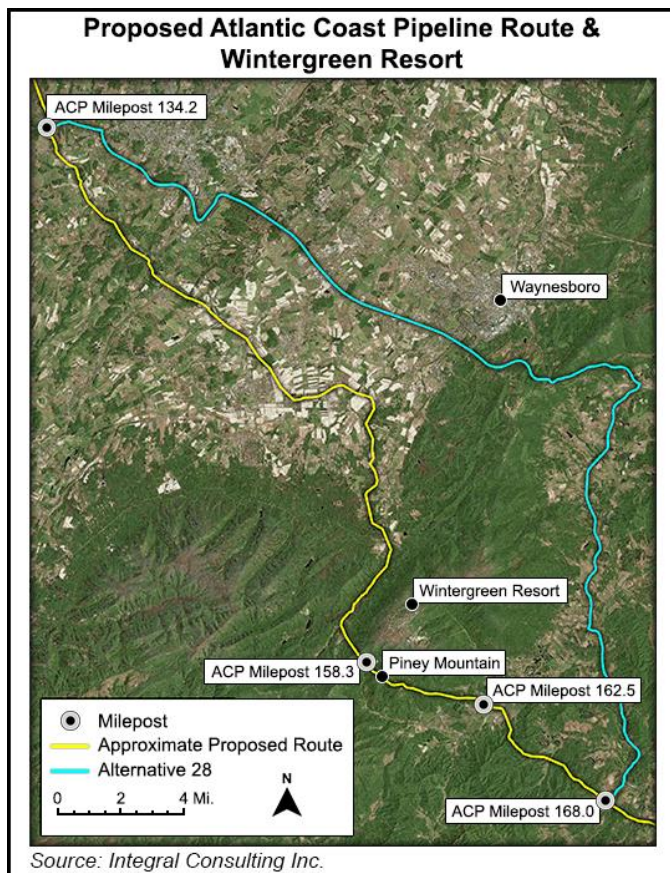 Proposed Atlantic Coast Pipeline Route &
Wintergreen Resort
ACP Milepost 134.2
Waynesboro
Wintergreen Resort
ACP Milepost 158.3
Piney Mountain
ACP Milepost 162.5
Milepost
Approximate Proposed Route
Alternative 28
N
0 2 4 Mi.
ACP Milepost 168.0
Source: Integral Consulting Inc.